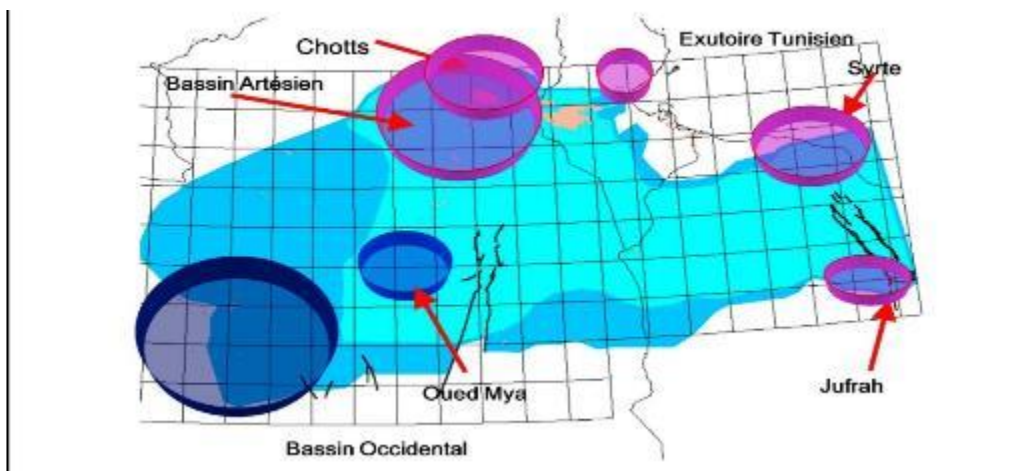 Chotts
Exutoire Tunisien
Bassin Artésien
Syrte
Oued Mya
Jufrah
Bassin Occidental